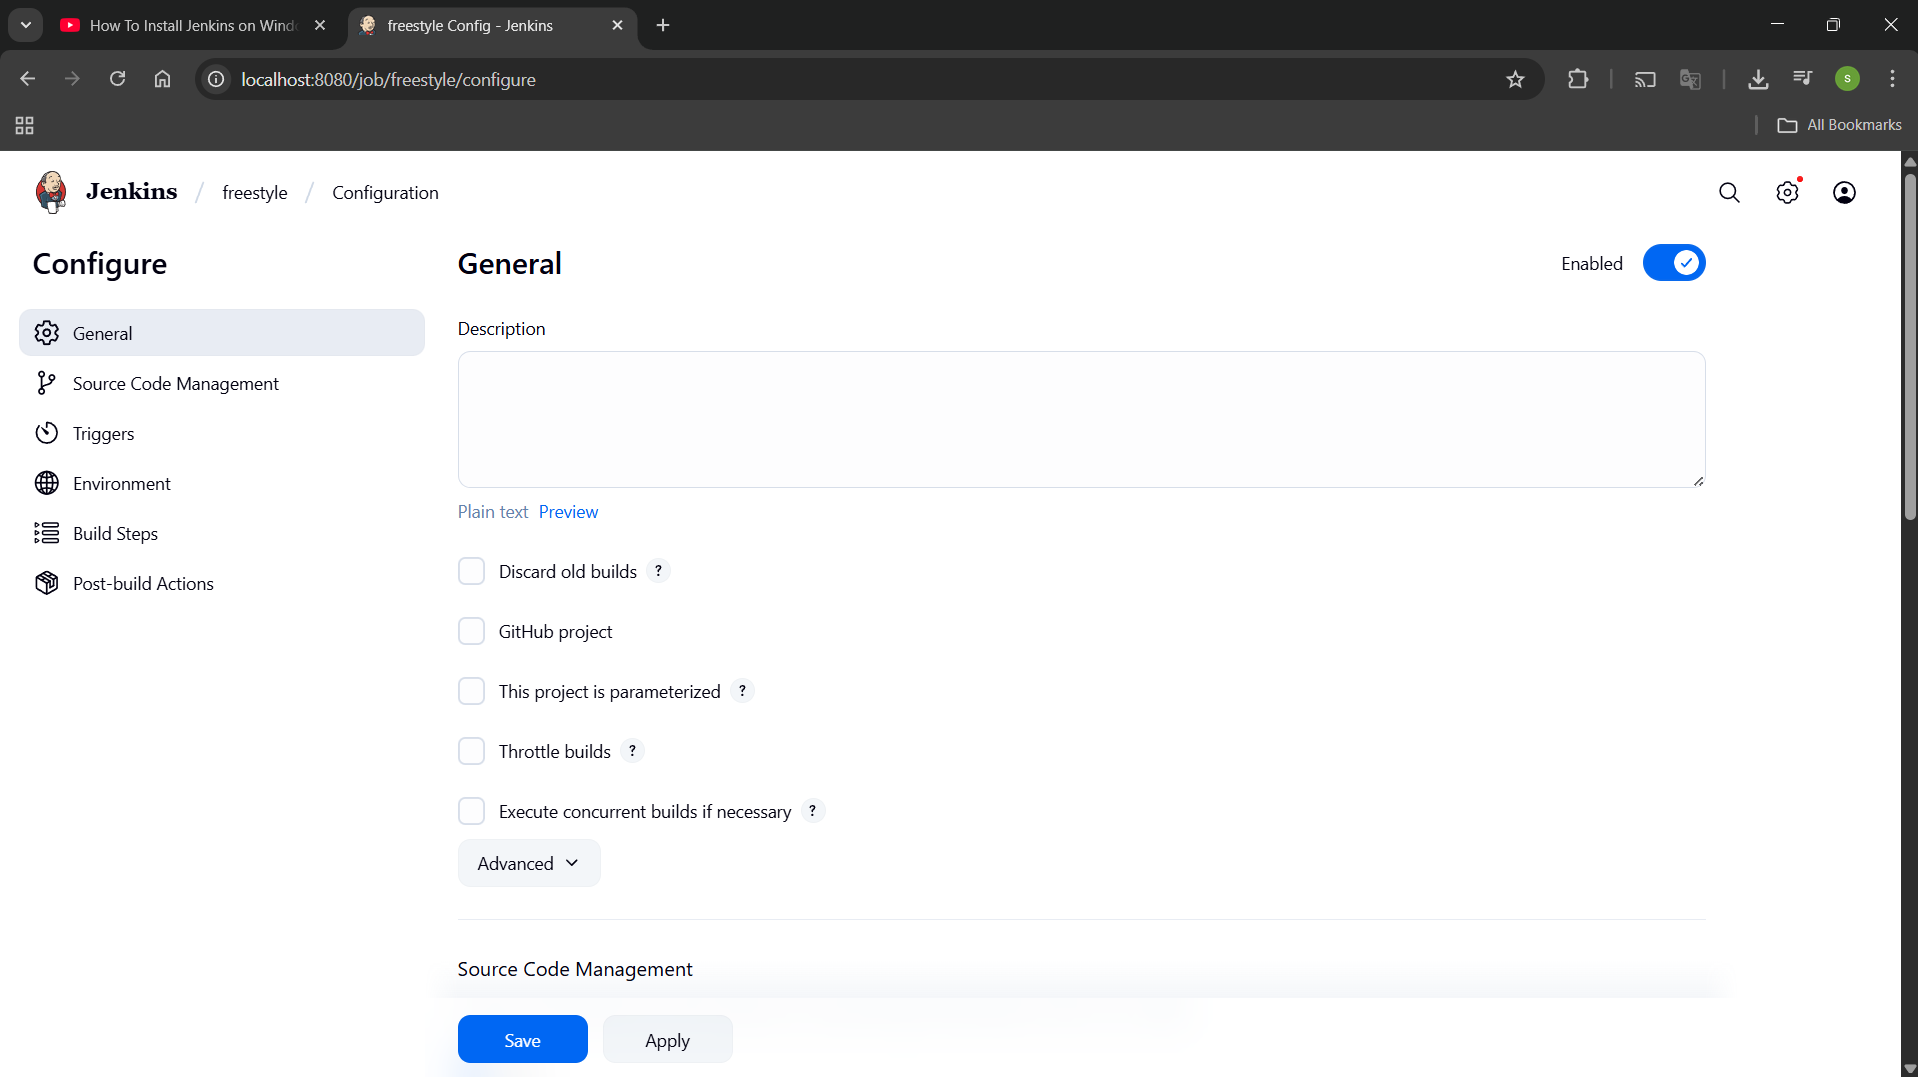 How To Install Jenkins on Wind
freestyle Config - Jenkins
localhost:8080/job/freestyle/configure
S
All Bookmarks
Jenkins / freestyle / Configuration
Configure
General
Source Code Management
Triggers
Environment
Build Steps
Post-build Actions
General
Enabled
Description
Plain text Preview
Discard old builds ?
GitHub project
This project is parameterized ?
Throttle builds ?
Execute concurrent builds if necessary ?
Advanced
Source Code Management
Save
Apply